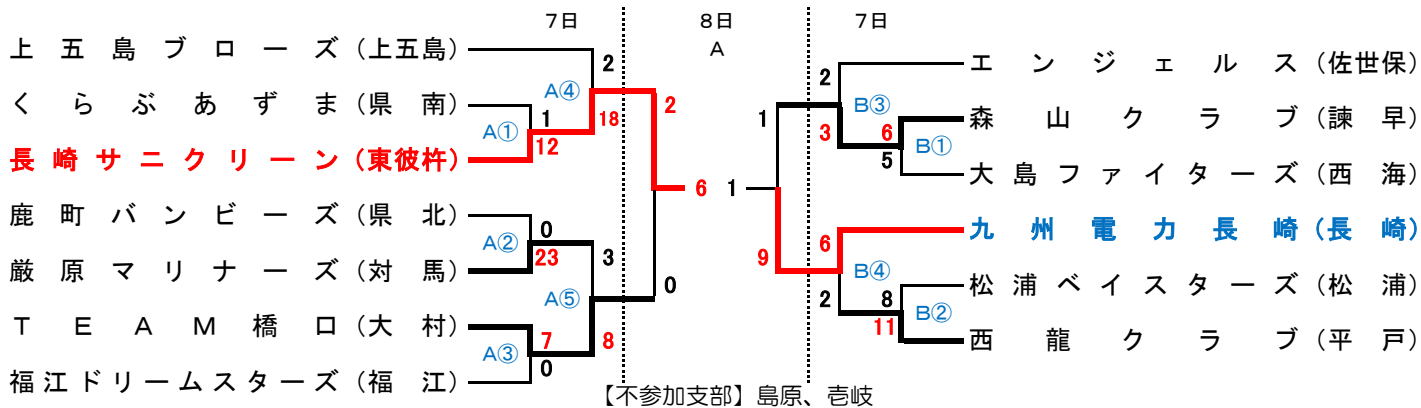 7日 8日 7日
A
上五島ブローズ（上五島）
2
エンジェルス（佐世保）
2
くらぶあずま（県南）
A①
1
A④
18
2
1
B③
3
6
森山クラブ（諫早）
長崎サニクリーン（東彼杵）
12
5
B①
大島ファイターズ（西海）
6 1
鹿町バンビーズ（県北）
A②
0
九州電力長崎（長崎）
6
厳原マリナーズ（対馬）
23
3
A⑤
0
9
B④
2
8
松浦ベイスターズ（松浦）
TEAM橋口（大村）
A③
7
8
11
B②
西龍クラブ（平戸）
福江ドリームスターズ（福江）
0
【不参加支部】島原、壱岐